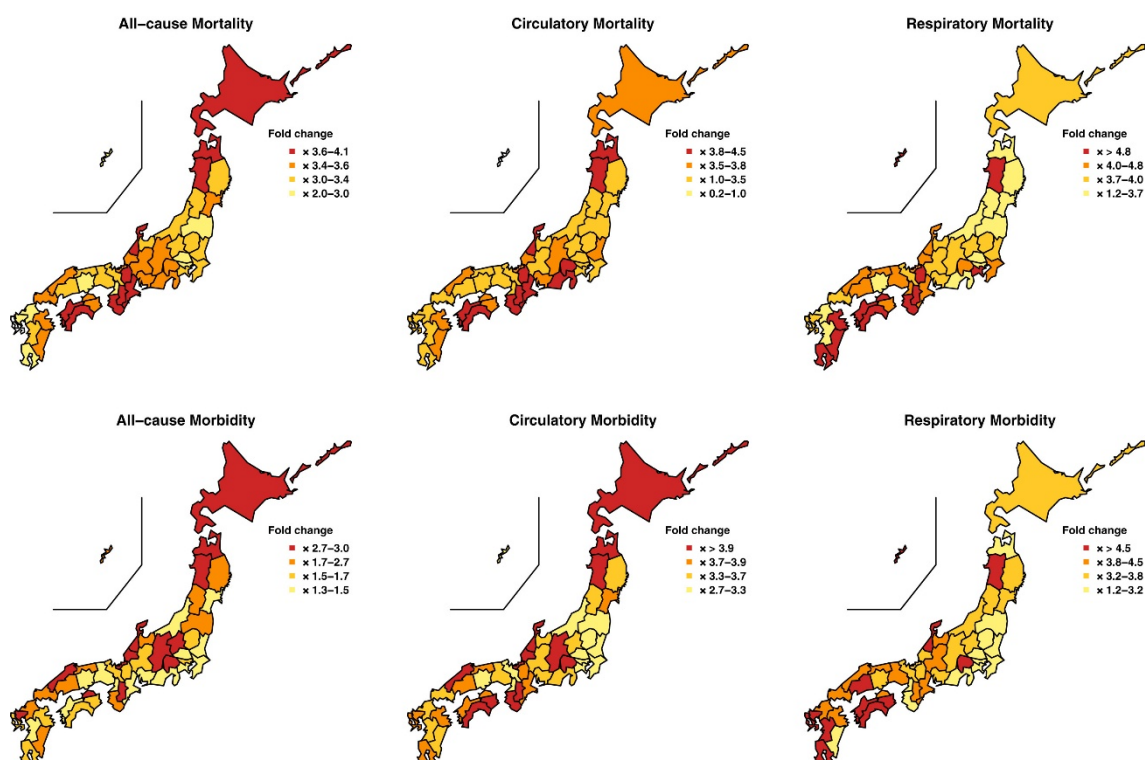 All–cause Mortality
Circulatory Mortality
Respiratory Mortality
Fold change
× 3.6–4.1
× 3.4–3.6
× 3.0–3.4
× 2.0–3.0
Fold change
× 3.8–4.5
× 3.5–3.8
× 1.0–3.5
× 0.2–1.0
Fold change
× > 4.8
× 4.0–4.8
× 3.7–4.0
× 1.2–3.7
All–cause Morbidity
Circulatory Morbidity
Respiratory Morbidity
Fold change
× 2.7–3.0
× 1.7–2.7
× 1.5–1.7
× 1.3–1.5
Fold change
× > 3.9
× 3.7–3.9
× 3.3–3.7
× 2.7–3.3
Fold change
× > 4.5
× 3.8–4.5
× 3.2–3.8
× 1.2–3.2